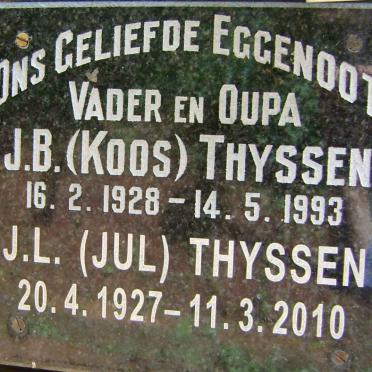 Ons Geliefde Eggenoot
Vader en Oupa
J.B. (Koos) Thyssen
16. 2. 1928 – 14. 5. 1993
J.L. (JUL) THYSSEN
20. 4. 1927 – 11. 3. 2010